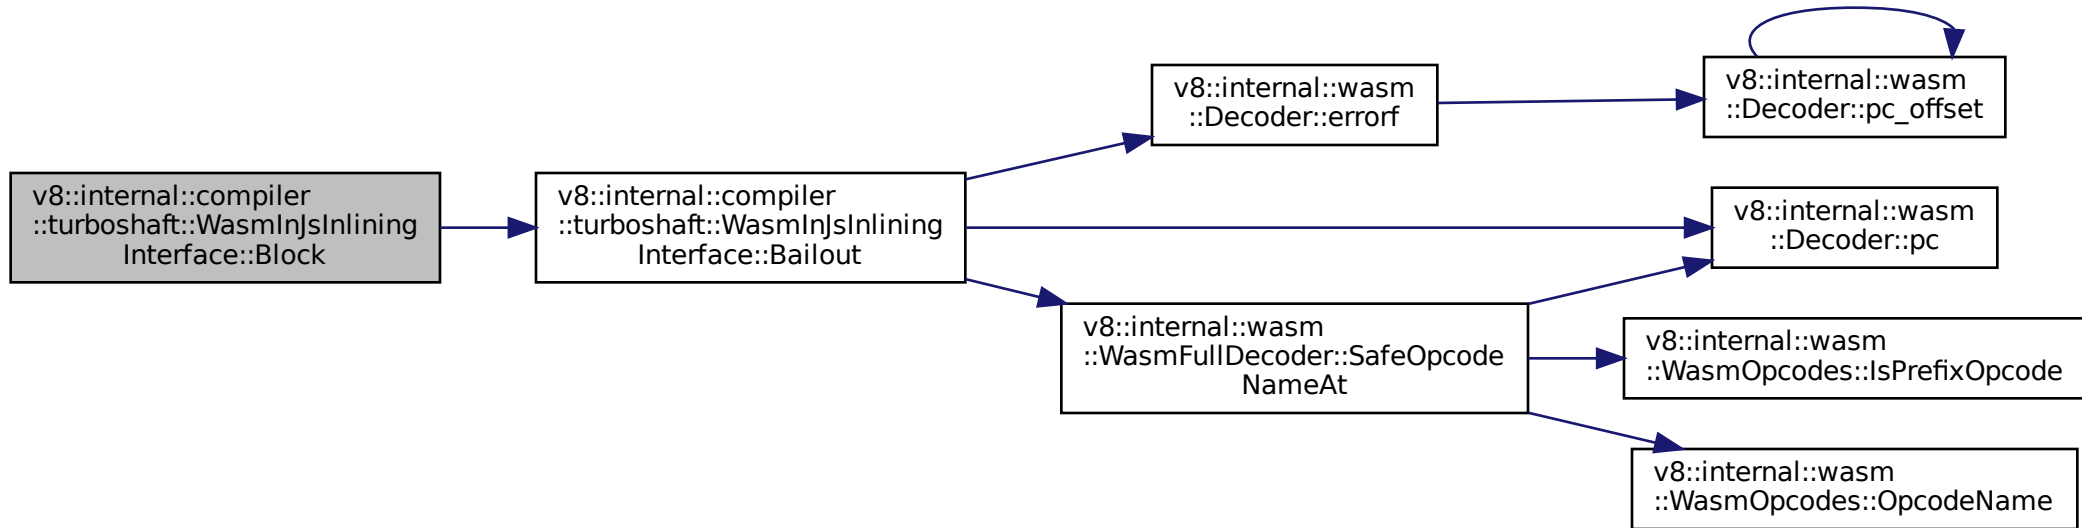 v8::internal::compiler
::turboshaft::WasmInJsInlining
Interface::Block
v8::internal::compiler
::turboshaft::WasmInJsInlining
Interface::Bailout
v8::internal::wasm
::Decoder::errorf
v8::internal::wasm
::Decoder::pc_offset
v8::internal::wasm
::Decoder::pc
v8::internal::wasm
::WasmFullDecoder::SafeOpcode
NameAt
v8::internal::wasm
::WasmOpcodes::IsPrefixOpcode
v8::internal::wasm
::WasmOpcodes::OpcodeName